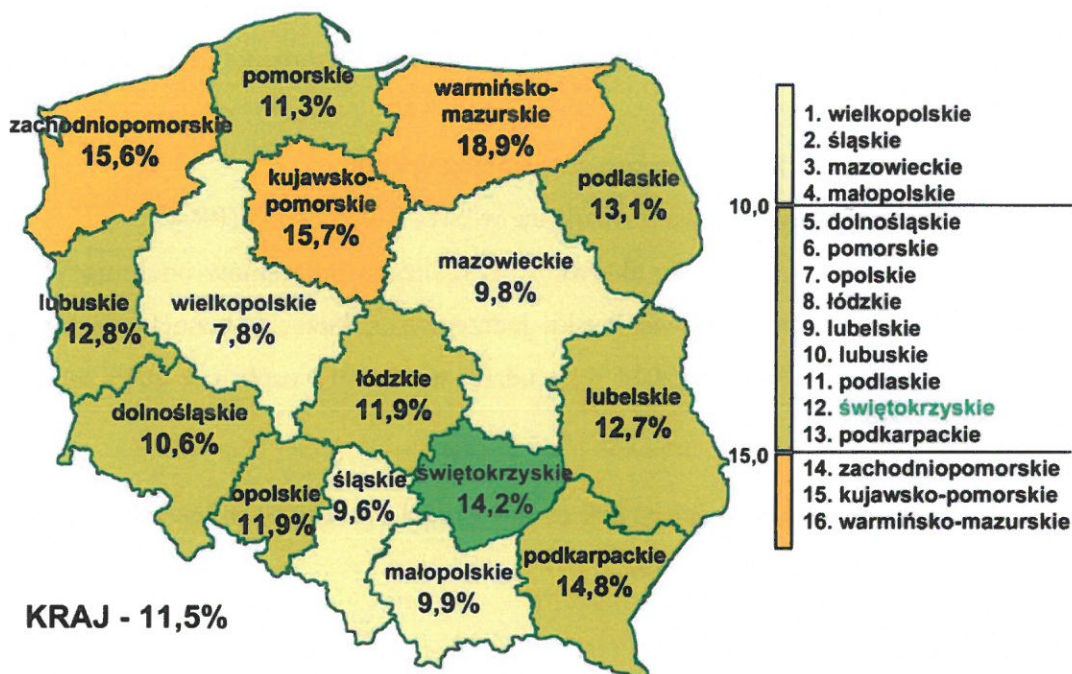 pomorskie
11,3%
warmińsko-
mazurskie
18,9%
zachodniopomorskie
15,6%
kujawsko-
pomorskie
15,7%
podlaskie
13,1%
mazowieckie
9,8%
lubuskie
12,8%
wielkopolskie
7,8%
łódzkie
11,9%
lubelskie
12,7%
dolnośląskie
10,6%
opolskie
11,9%
śląskie
9,6%
świętokrzyskie
14,2%
małopolskie
9,9%
podkarpackie
14,8%
KRAJ - 11,5%
1. wielkopolskie
2. śląskie
3. mazowieckie
4. małopolskie
10,0
5. dolnośląskie
6. pomorskie
7. opolskie
8. łódzkie
9. lubelskie
10. lubuskie
11. podlaskie
12. świętokrzyskie
13. podkarpackie
15,0
14. zachodniopomorskie
15. kujawsko-pomorskie
16. warmińsko-mazurskie